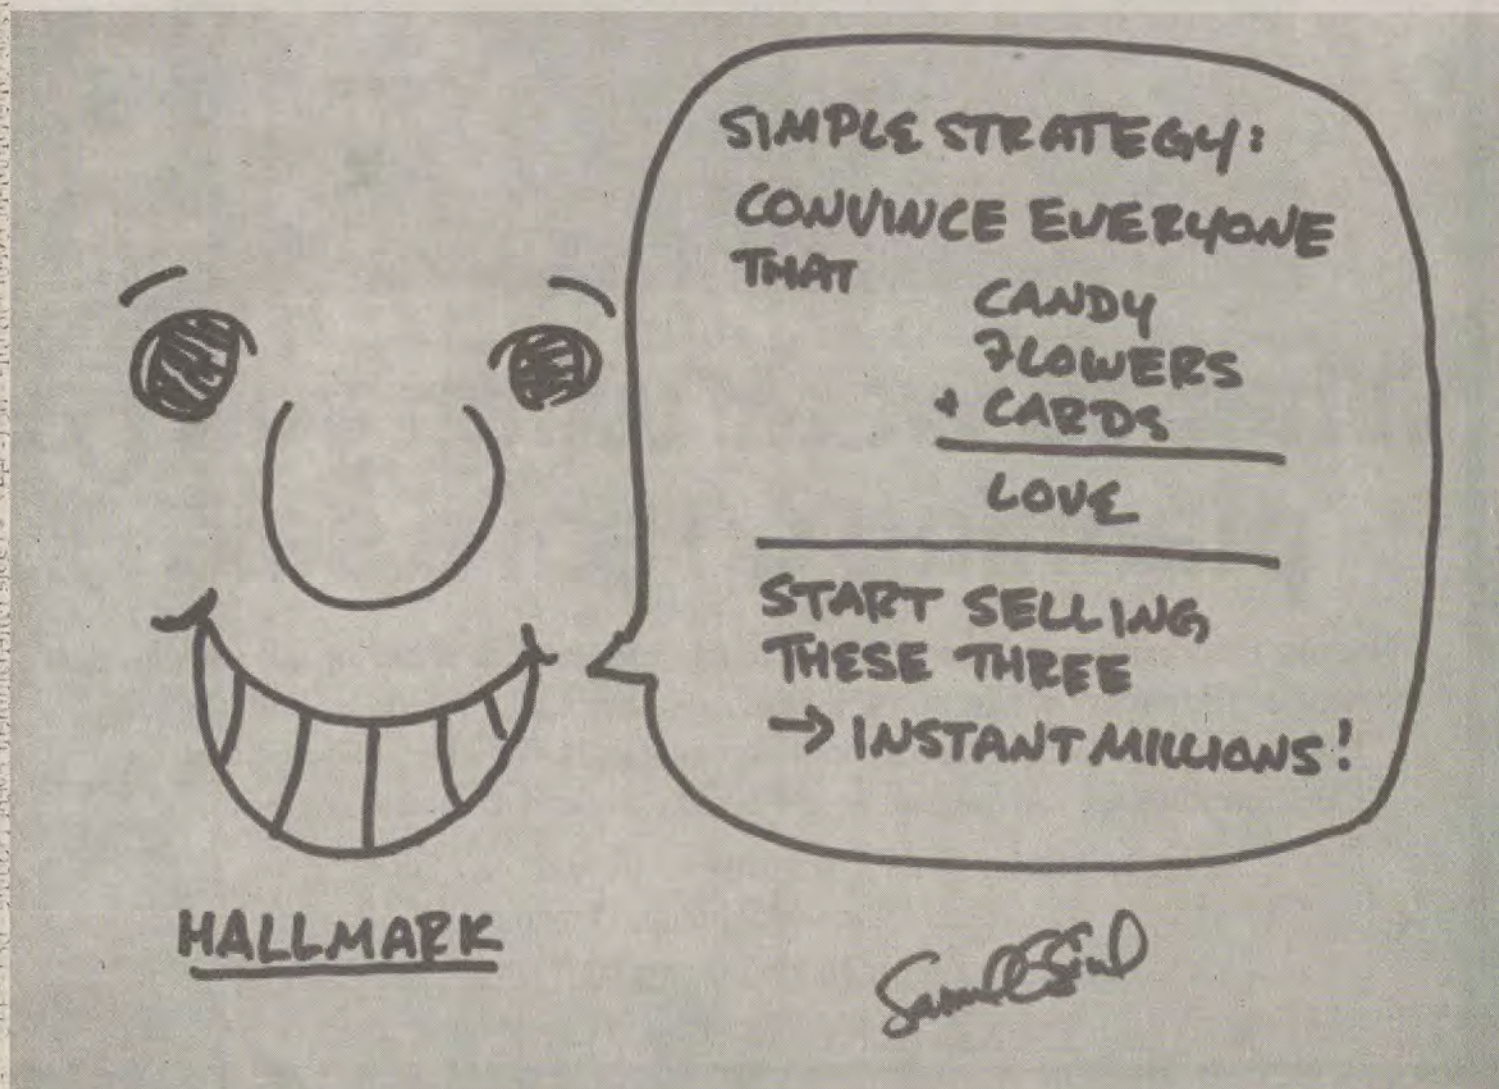 SIMPLE STRATEGY:
CONVINCE EVERYONE
THAT
CANDY
FLOWERS
+ CARDS
LOVE
START SELLING
THESE THREE
→ INSTANT MILLIONS!
HALLMARK